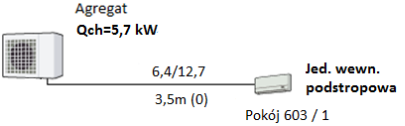 Agregat
Qch=5,7 kW
6,4/12,7
3,5m (0)
Jed. wewn.
podstropowa
Pokój 603 / 1